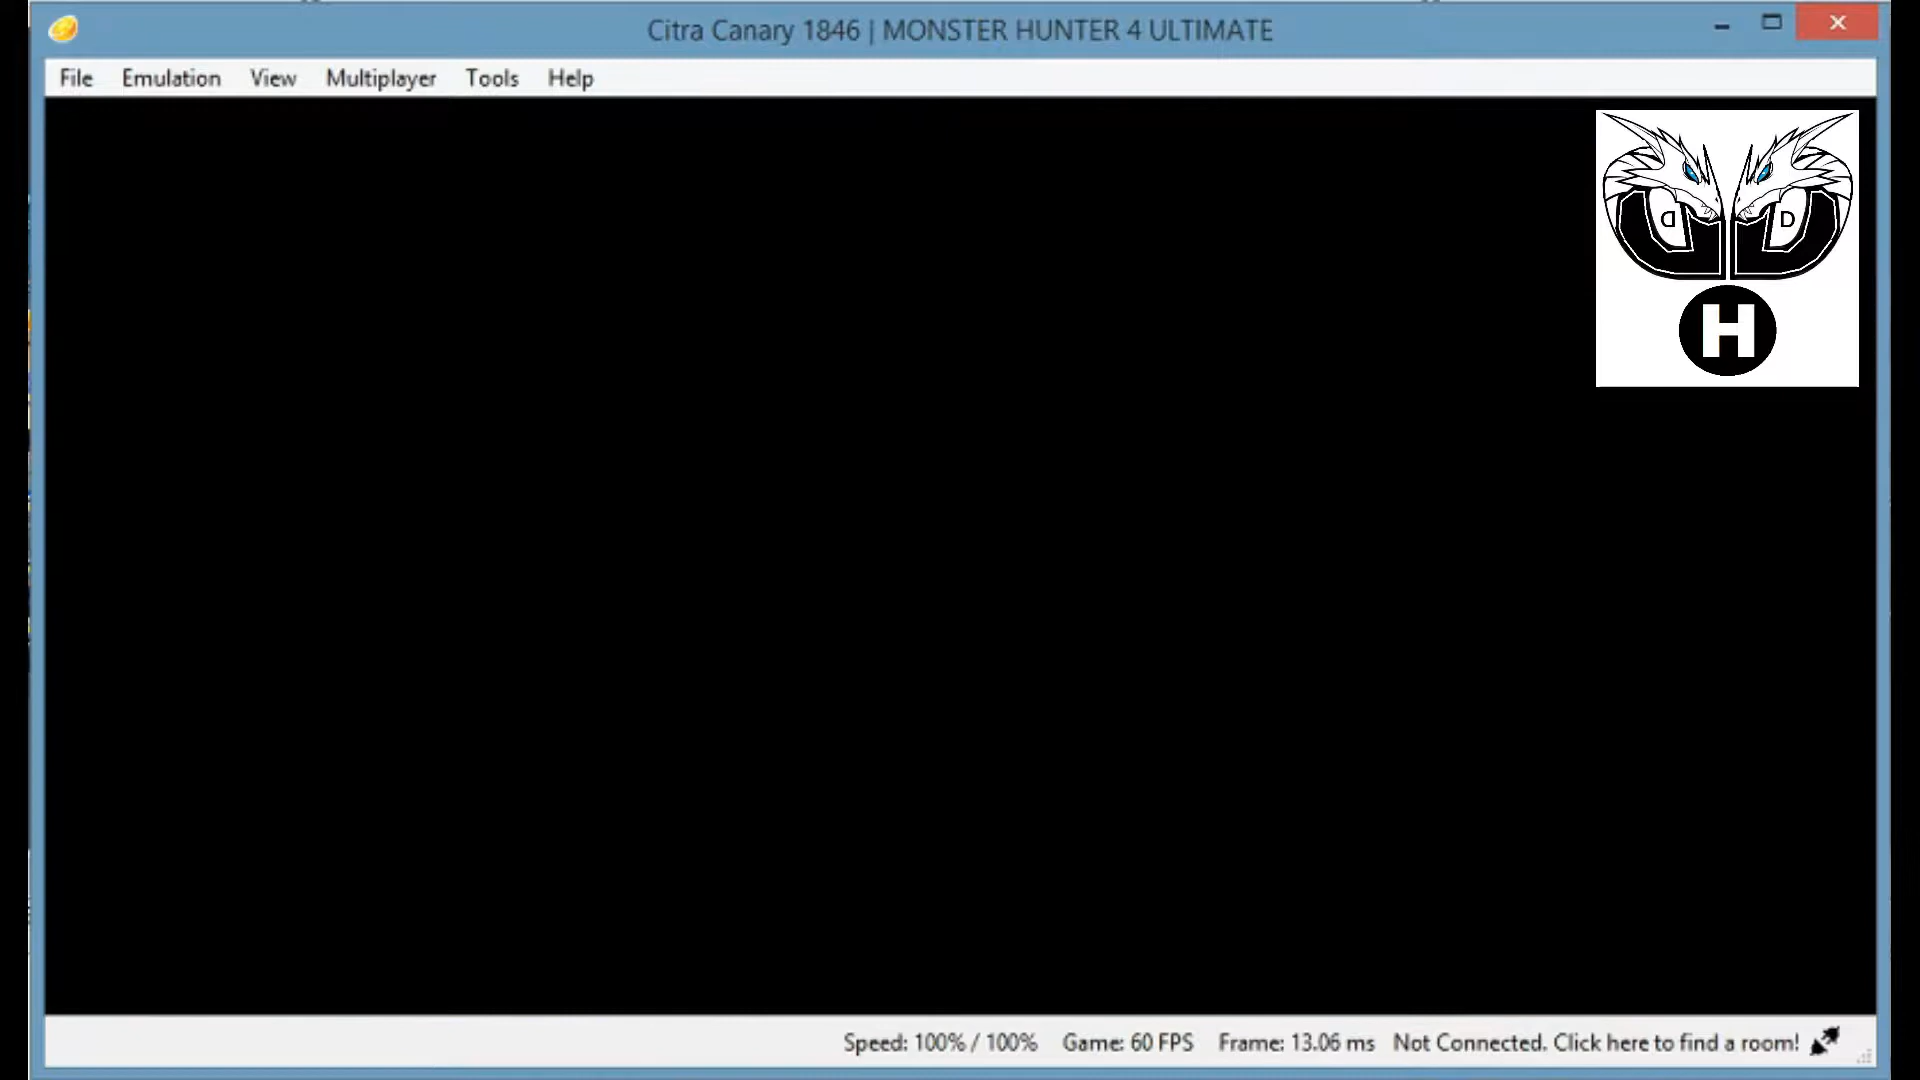 Citra Canary 1846 | MONSTER HUNTER 4 ULTIMATE
File Emulation View Multiplayer Tools Help
D D
H
Speed: 100% / 100% Game: 60 FPS Frame: 13.06 ms Not Connected. Click here to find a room!